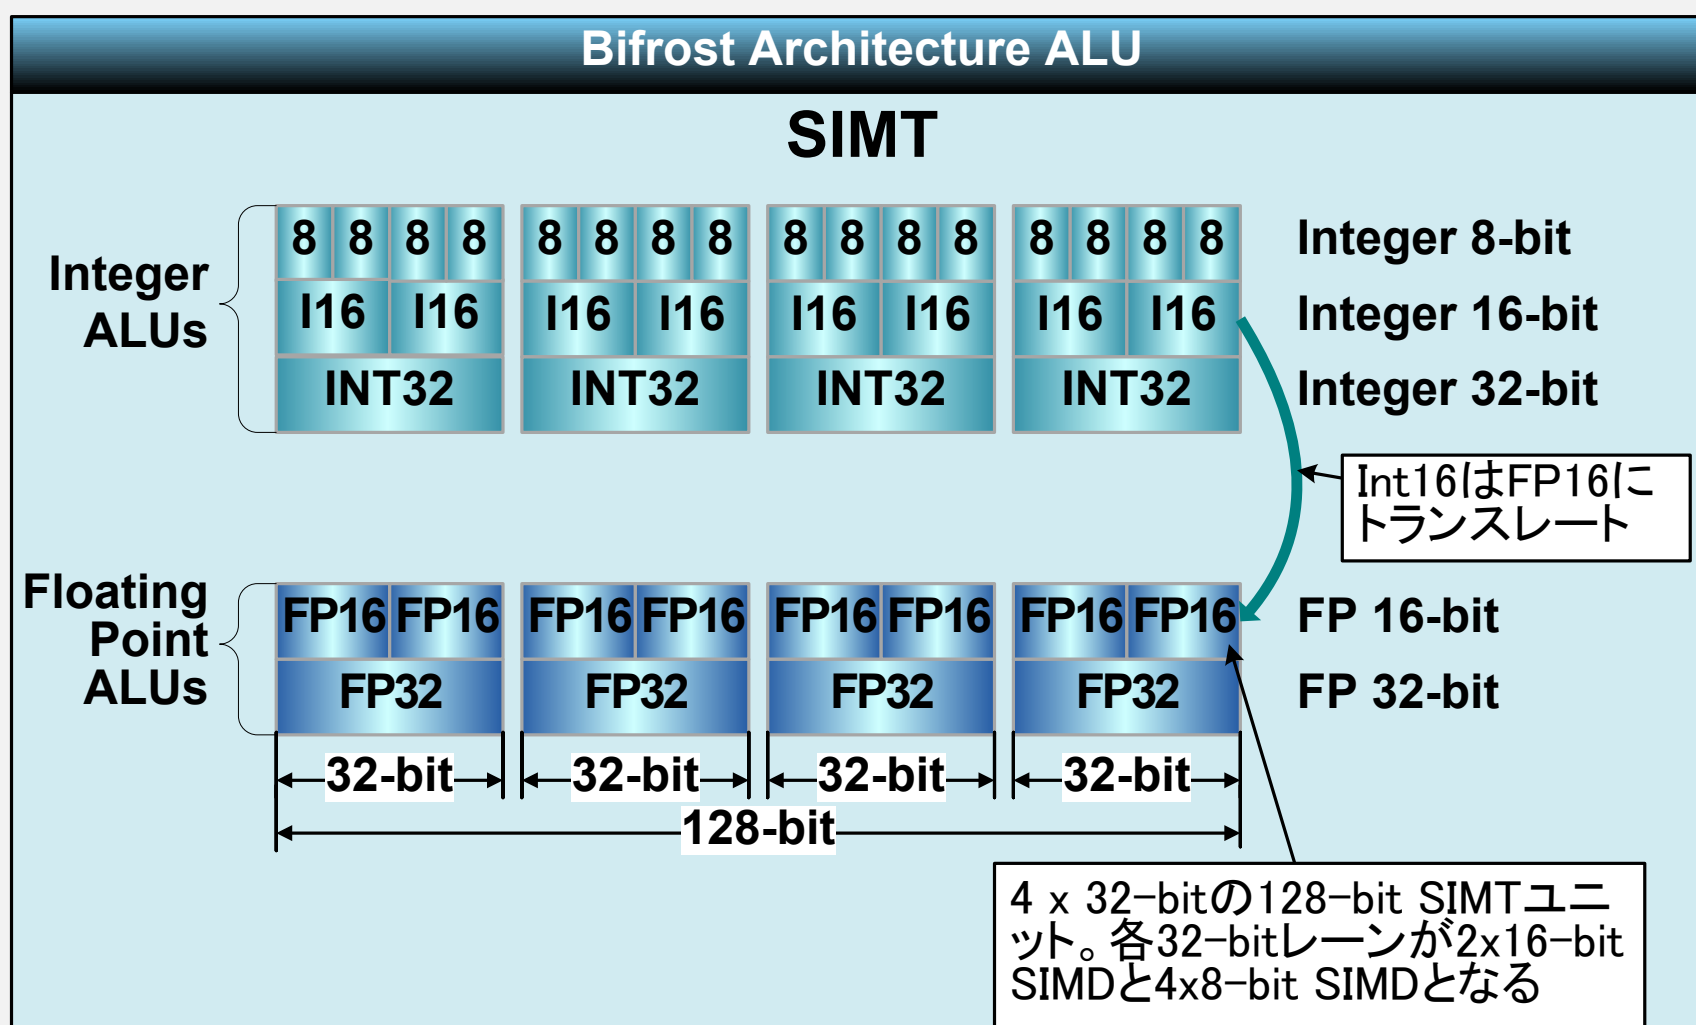 Bifrost Architecture ALU
SIMT
Integer
ALUs
8 8 8 8 8 8 8 8 8 8 8 8 8 8 8 8
Integer 8-bit
I16 I16 I16 I16 I16 I16 I16 I16
Integer 16-bit
INT32 INT32 INT32 INT32
Integer 32-bit
Int16はFP16に
トランスレート
Floating
Point
ALUs
FP16 FP16 FP16 FP16 FP16 FP16 FP16 FP16
FP 16-bit
FP32 FP32 FP32 FP32
FP 32-bit
32-bit 32-bit 32-bit 32-bit
128-bit
4 x 32-bitの128-bit SIMTユニ
ット。各32-bitレーンが2x16-bit
SIMDと4x8-bit SIMDとなる